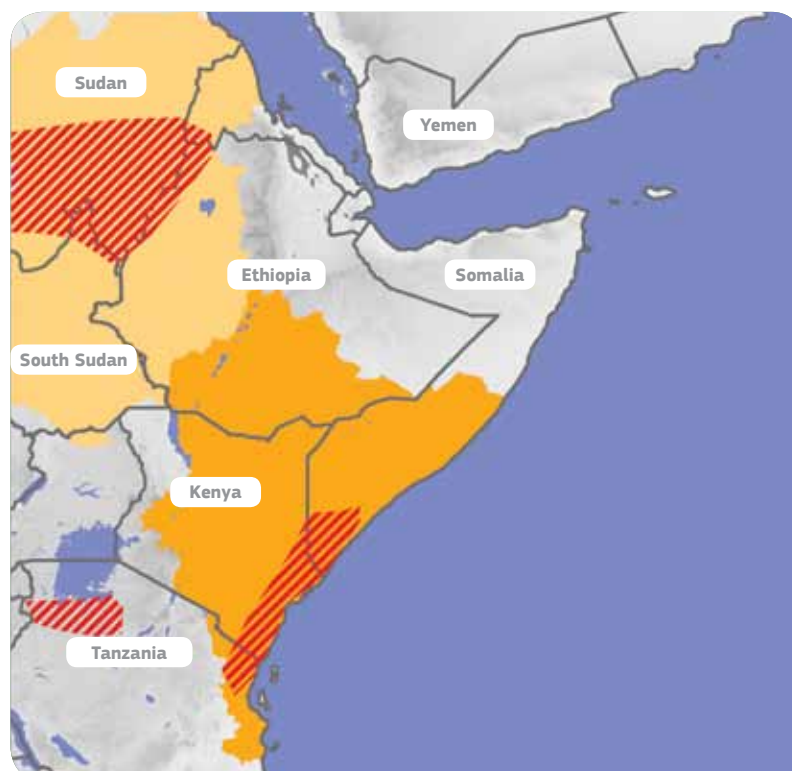 Sudan
Yemen
Ethiopia
Somalia
South Sudan
Kenya
Tanzania